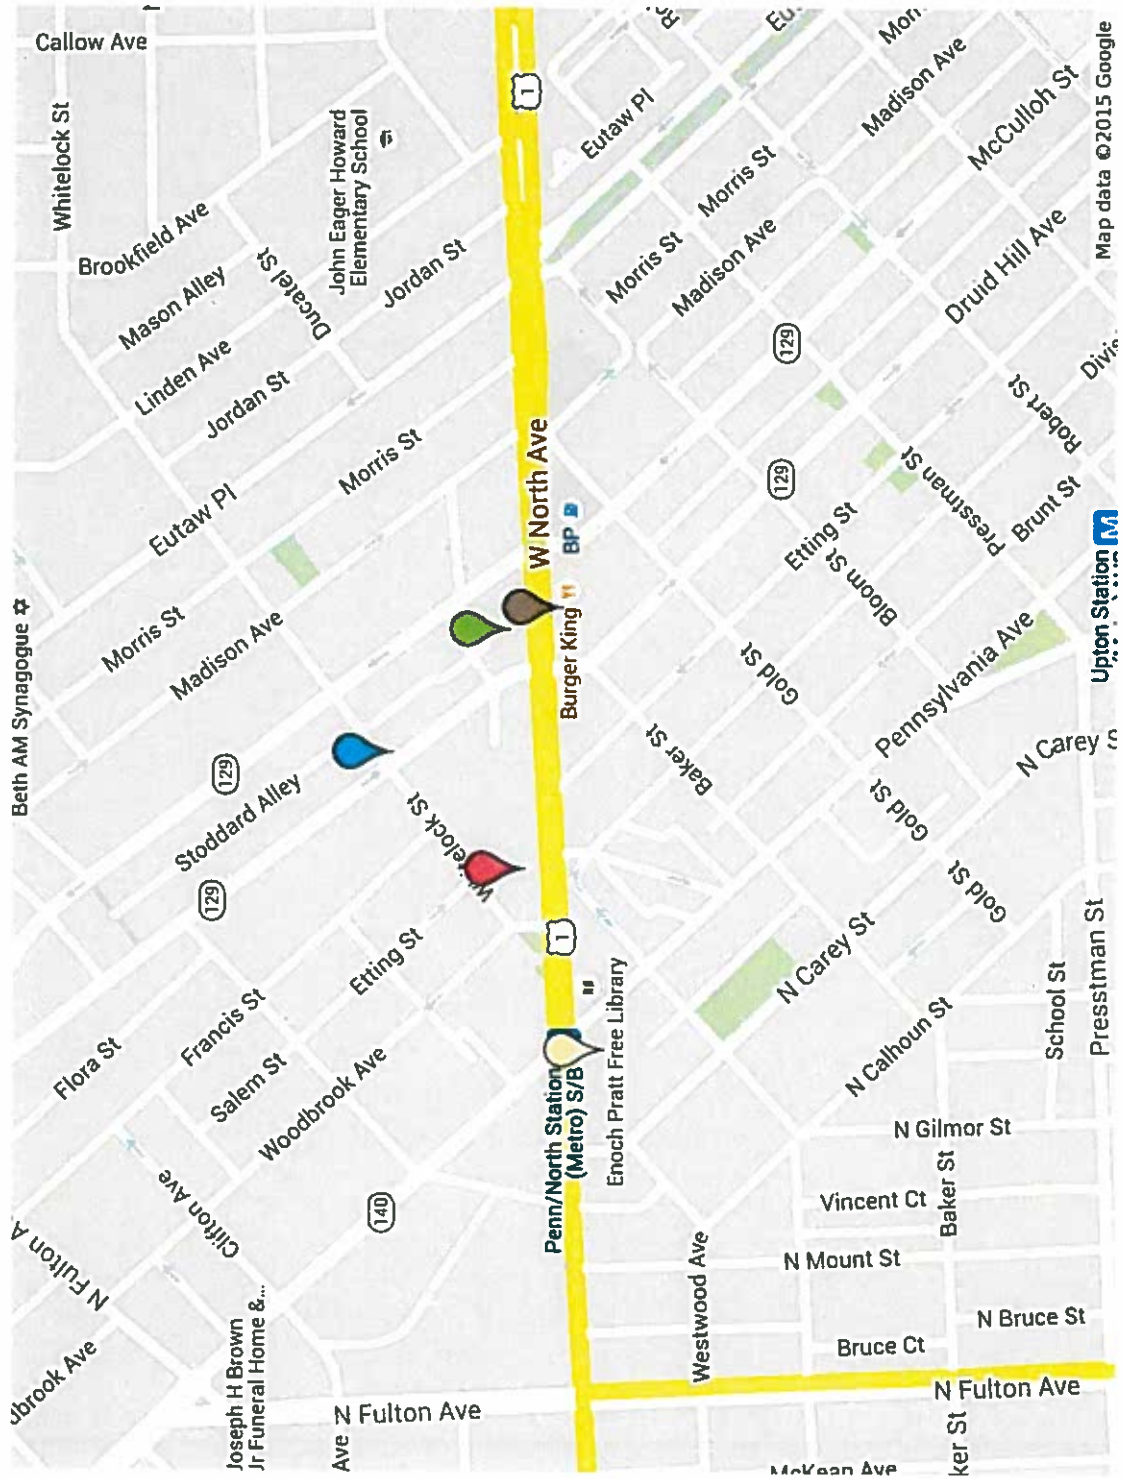 Callow Ave
Whitelock St
Brookfield Ave
Mason Alley
Linden Ave
Ducatel St
John Eager Howard
Elementary School
Jordan St
Jordan St
Eutaw Pl
Morris St
Morris St
Madison Ave
Beth AM Synagogue
129
Stoddard Alley
129
Etting St
Francis St
Salem St
Flora St
Woodbrook Ave
Clifton Ave
140
N Fulton A
Joseph H Brown
Jr Funeral Home &...
Ave
N Fulton Ave
1
Eutaw Pl
Morris St
Madison Ave
McCulloh St
Morris St
Madison Ave
129
Druid Hill Ave
Robert St
W North Ave
BP
Burger King
129
Etting St
Bloom St
Presstman St
Brunt St
Gold St
Pennsylvania Ave
Upton Station
M
Baker St
Gold St
N Carey S
Gold St
1
Enoch Pratt Free Library
Penn/North Station
(Metro) S/B
N Carey St
N Calhoun St
School St
Presstman St
N Gilmor St
Vincent Ct
Baker St
N Mount St
Westwood Ave
N Bruce St
Bruce Ct
N Fulton Ave
Map data ©2015 Google